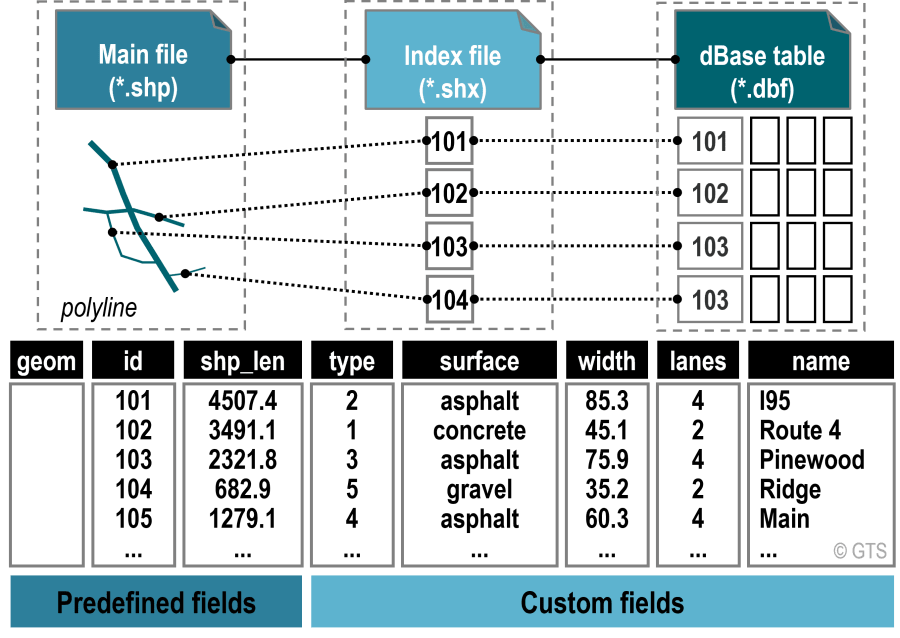 Main file
(*.shp)
Index file
(*.shx)
dBase table
(*.dbf)
101
101
102
102
103
103
104
103
polyline
geom id shp_len type surface width lanes name
101 4507.4 2 asphalt 85.3 4 I95
102 3491.1 1 concrete 45.1 2 Route 4
103 2321.8 3 asphalt 75.9 4 Pinewood
104 682.9 5 gravel 35.2 2 Ridge
105 1279.1 4 asphalt 60.3 4 Main
... ... ... ... ... ... ...
© GTS
Predefined fields
Custom fields